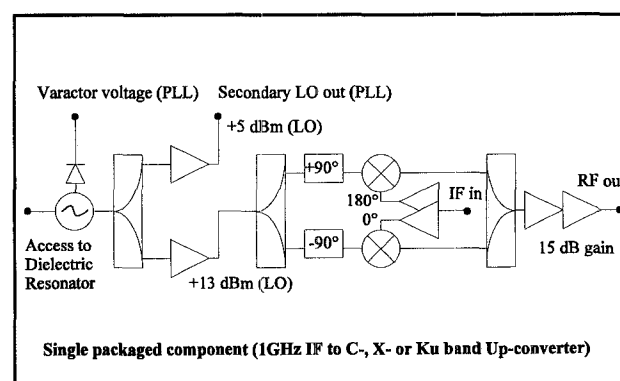 Varactor voltage (PLL)
Secondary LO out (PLL)
+5 dBm (LO)
+90°
180°
IF in
0°
RF ou
-90°
Access to
Dielectric
Resonator
+13 dBm (LO)
15 dB gain
Single packaged component (1GHz IF to C-, X- or Ku band Up-converter)